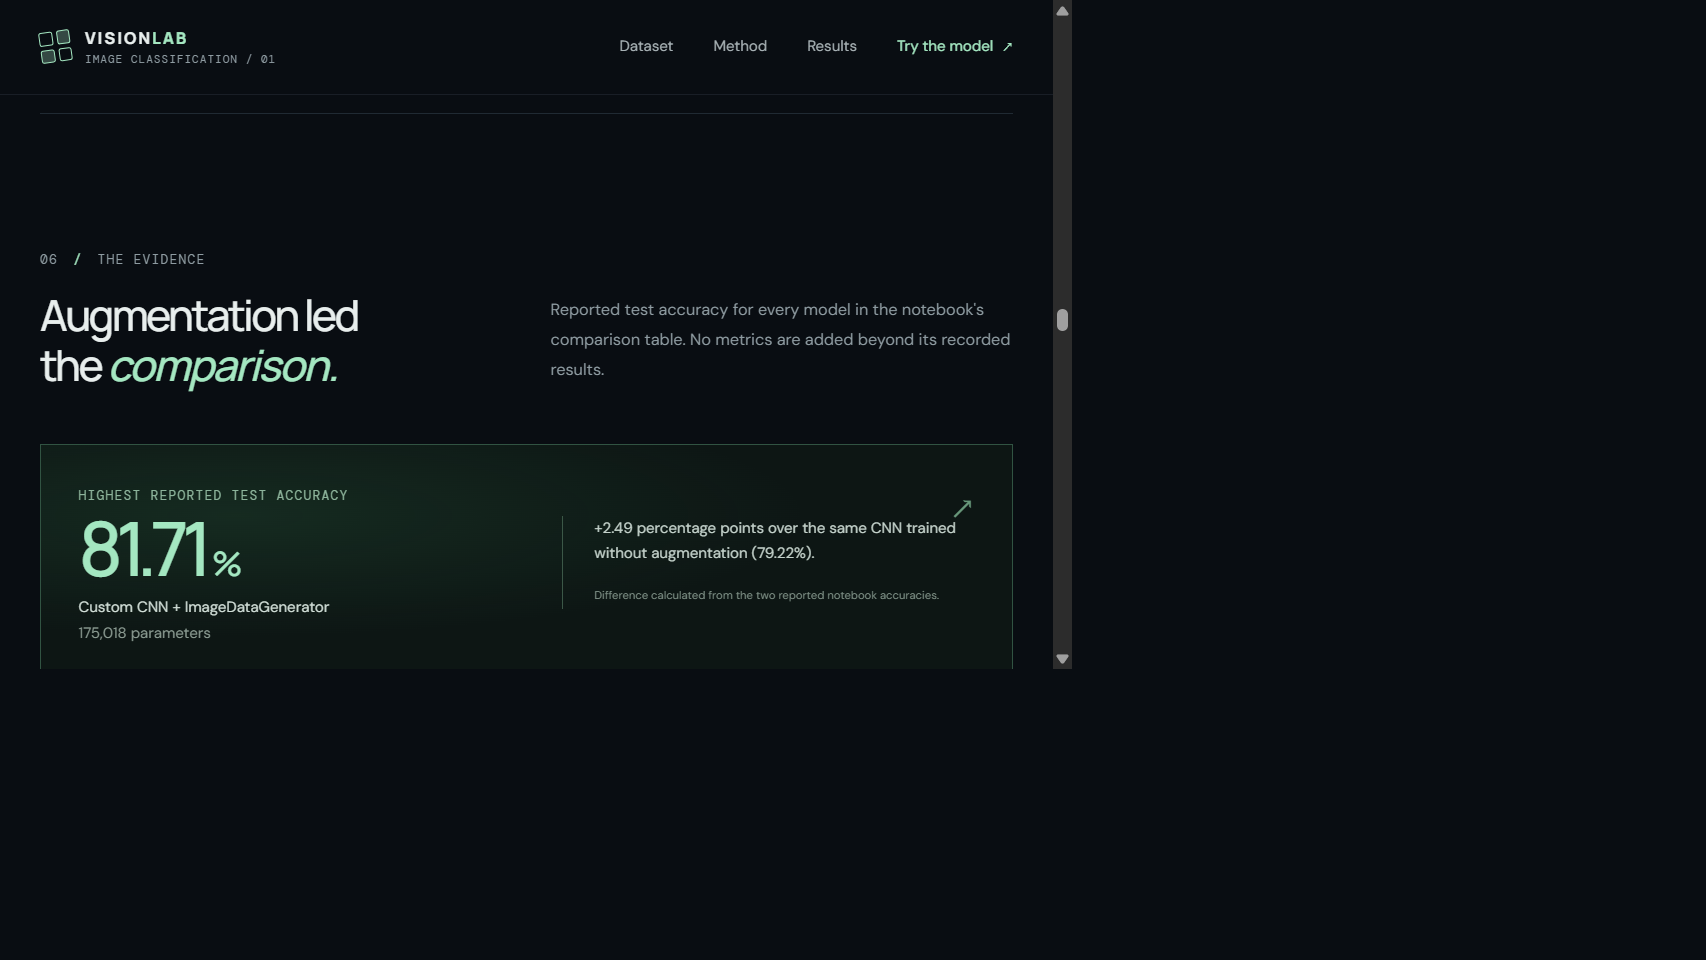 VISIONLAB
IMAGE CLASSIFICATION / 01
Dataset
Method
Results
Try the model ↗
06 / THE EVIDENCE
Augmentation led
the comparison.
Reported test accuracy for every model in the notebook's
comparison table. No metrics are added beyond its recorded
results.
HIGHEST REPORTED TEST ACCURACY
81.71%
Custom CNN + ImageDataGenerator
175,018 parameters
↗
+2.49 percentage points over the same CNN trained
without augmentation (79.22%).
Difference calculated from the two reported notebook accuracies.